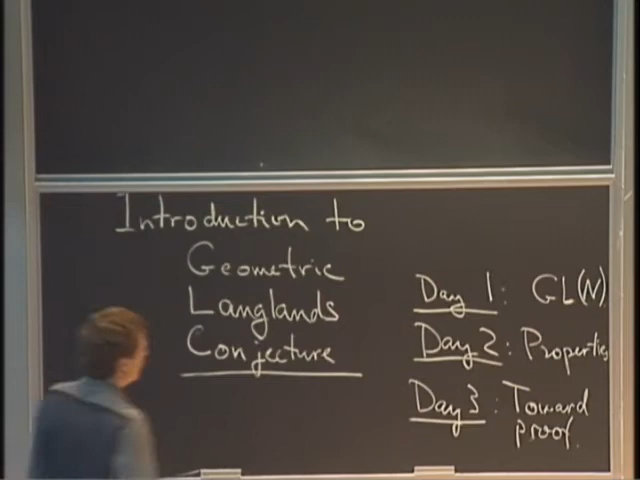 Introduction to
Geometric
Langlands
Conjecture
Day 1: GL(N)
Day 2: Properties
Day 3: Toward
proof.